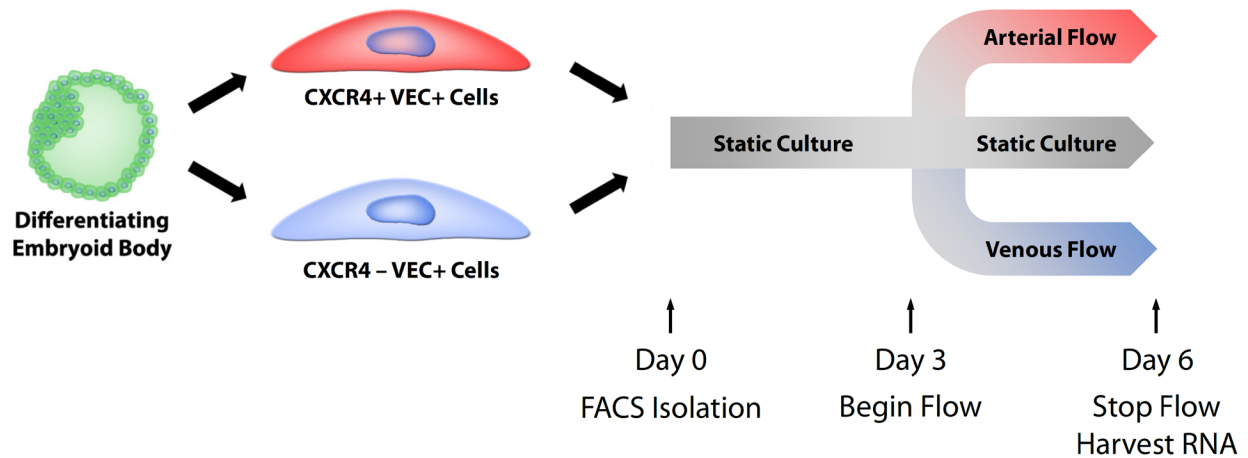 Differentiating
Embryoid Body
CXCR4+ VEC+ Cells
CXCR4 – VEC+ Cells
Static Culture
Arterial Flow
Static Culture
Venous Flow
Day 0
FACS Isolation
Day 3
Begin Flow
Day 6
Stop Flow
Harvest RNA